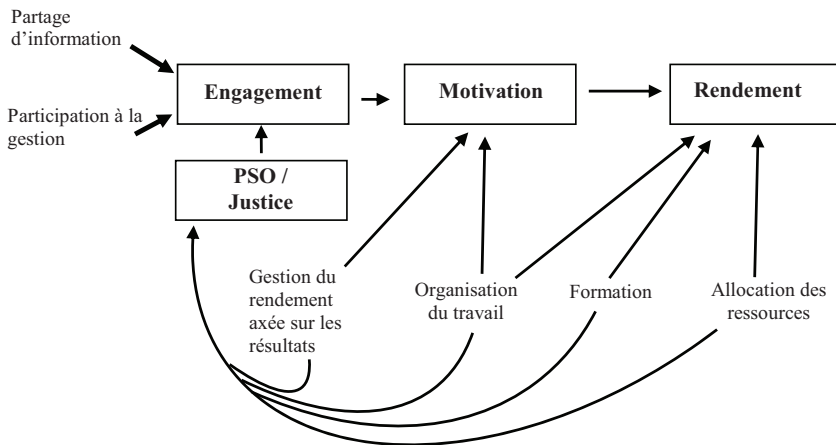 Partage
d’information
Engagement
Motivation
Rendement
Participation à la
gestion
PSO /
Justice
Gestion du
rendement
axée sur les
résultats
Organisation
du travail
Formation
Allocation des
ressources